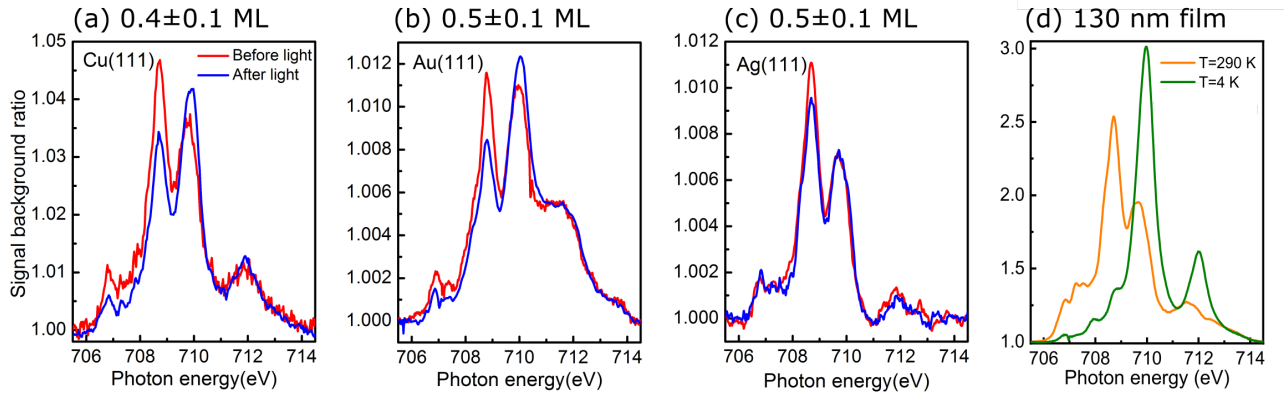 (a) 0.4±0.1 ML
(b) 0.5±0.1 ML
(c) 0.5±0.1 ML
(d) 130 nm film
Signal background ratio
1.05
1.04
1.03
1.02
1.01
1.00
Cu(111)
Before light
After light
706 708 710 712 714
Photon energy(eV)
1.012
1.010
1.008
1.006
1.004
1.002
1.000
Au(111)
706 708 710 712 714
Photon energy(eV)
1.012
1.010
1.008
1.006
1.004
1.002
1.000
Ag(111)
706 708 710 712 714
Photon energy(eV)
3.0
2.5
2.0
1.5
1.0
T=290 K
T=4 K
706 708 710 712 714
Photon energy (eV)